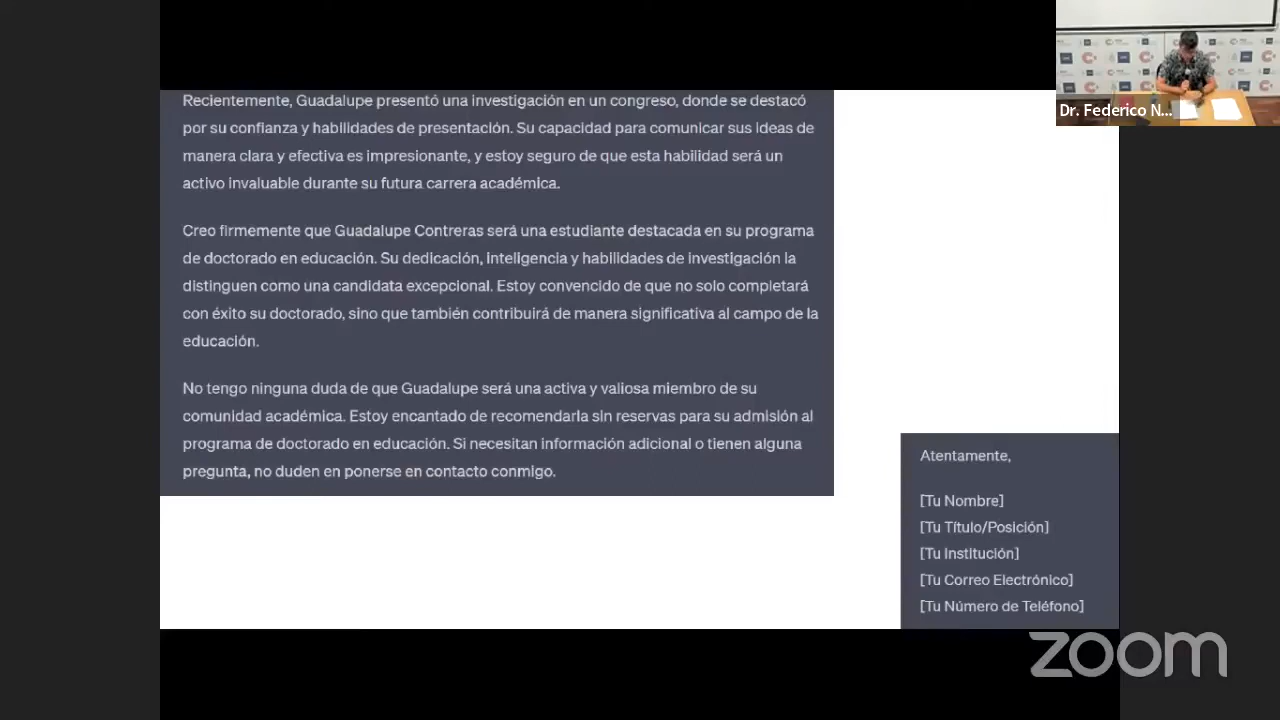 Recientemente, Guadalupe presentó una investigación en un congreso, donde se destacó
por su confianza y habilidades de presentación. Su capacidad para comunicar sus ideas de
manera clara y efectiva es impresionante, y estoy seguro de que esta habilidad será un
activo invaluable durante su futura carrera académica.
Creo firmemente que Guadalupe Contreras será una estudiante destacada en su programa
de doctorado en educación. Su dedicación, inteligencia y habilidades de investigación la
distinguen como una candidata excepcional. Estoy convencido de que no solo completará
con éxito su doctorado, sino que también contribuirá de manera significativa al campo de la
educación.
No tengo ninguna duda de que Guadalupe será una activa y valiosa miembro de su
comunidad académica. Estoy encantado de recomendarla sin reservas para su admisión al
programa de doctorado en educación. Si necesitan información adicional o tienen alguna
pregunta, no duden en ponerse en contacto conmigo.
Atentamente,
[Tu Nombre]
[Tu Título/Posición]
[Tu Institución]
[Tu Correo Electrónico]
[Tu Número de Teléfono]
Dr. Federico N...
zoom